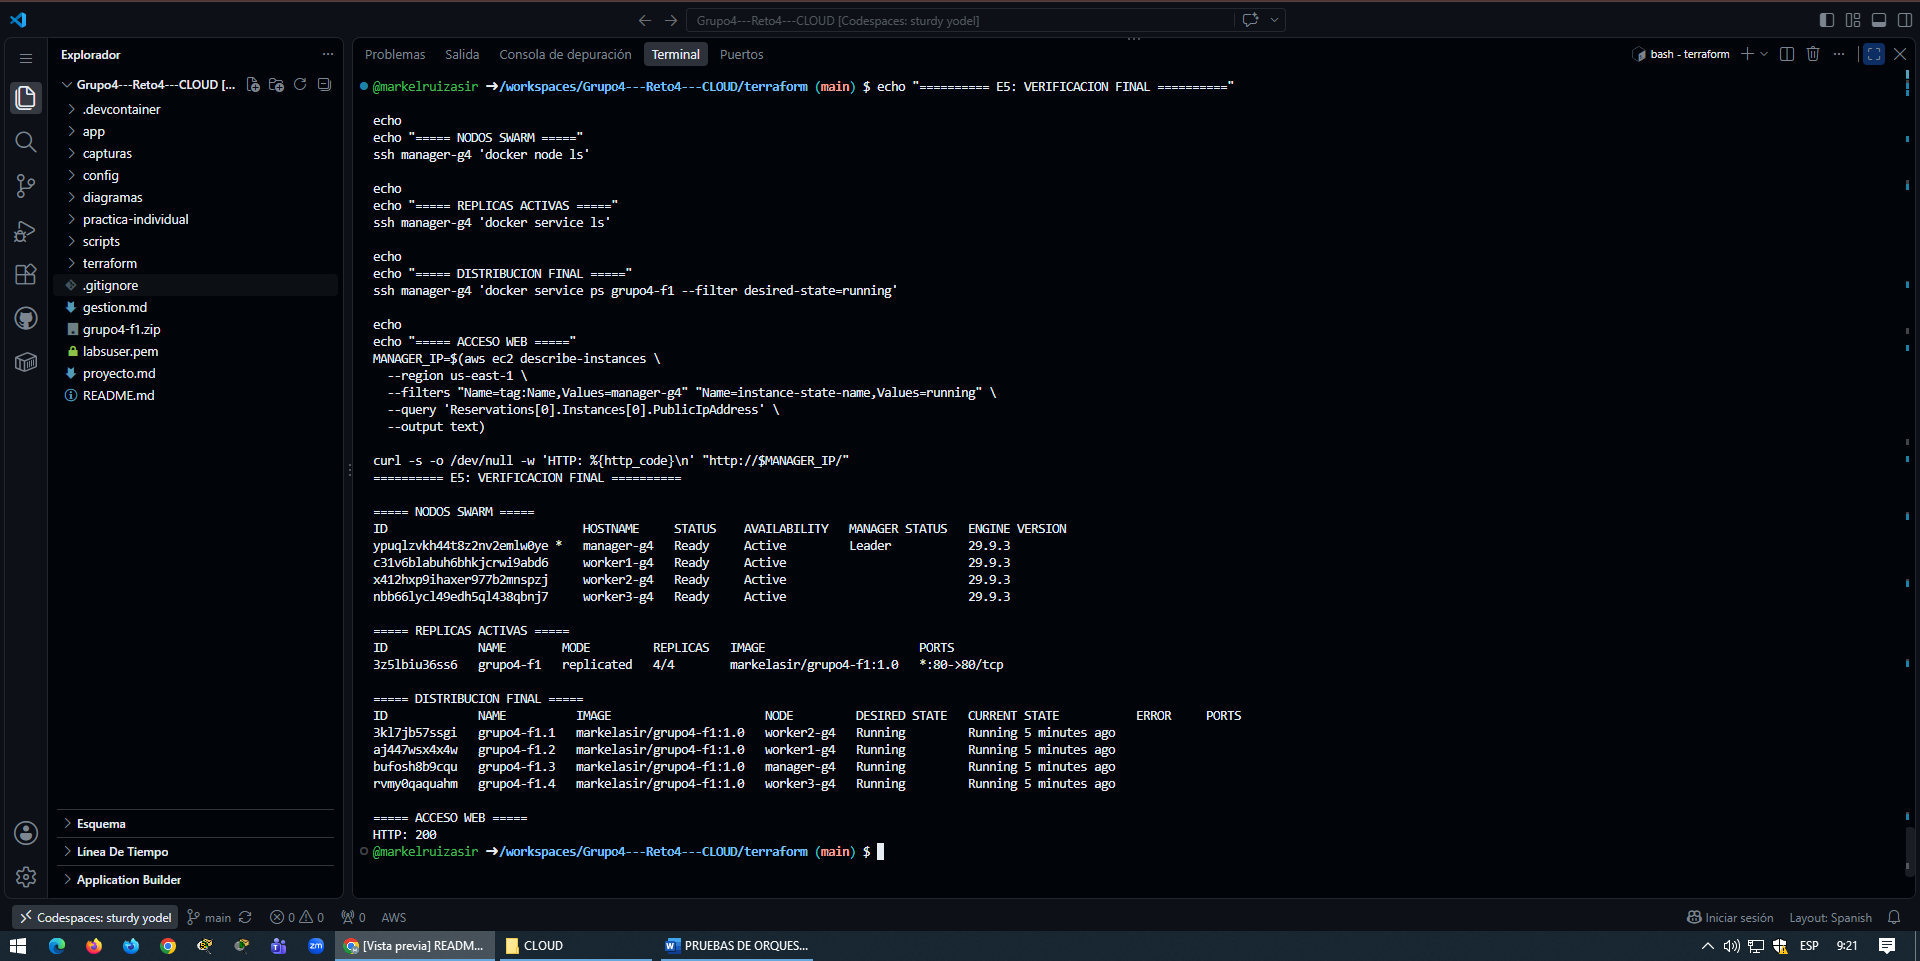 Grupo4---Reto4---CLOUD [Codespaces: sturdy yodel]
Explorador
Grupo4---Reto4---CLOUD [...
.devcontainer
app
capturas
config
diagramas
practica-individual
scripts
terraform
.gitignore
gestion.md
grupo4-f1.zip
labsuser.pem
proyecto.md
README.md
Esquema
Línea De Tiempo
Application Builder
Problemas Salida Consola de depuración Terminal Puertos
bash - terraform
@markelruizasir ➜/workspaces/Grupo4---Reto4---CLOUD/terraform (main) $ echo "========== E5: VERIFICACION FINAL =========="
echo
echo "===== NODOS SWARM ====="
ssh manager-g4 'docker node ls'
echo
echo "===== REPLICAS ACTIVAS ====="
ssh manager-g4 'docker service ls'
echo
echo "===== DISTRIBUCION FINAL ====="
ssh manager-g4 'docker service ps grupo4-f1 --filter desired-state=running'
echo
echo "===== ACCESO WEB ====="
MANAGER_IP=$(aws ec2 describe-instances \
--region us-east-1 \
--filters "Name=tag:Name,Values=manager-g4" "Name=instance-state-name,Values=running" \
--query 'Reservations[0].Instances[0].PublicIpAddress' \
--output text)
curl -s -o /dev/null -w 'HTTP: %{http_code}\n' "http://$MANAGER_IP/"
========== E5: VERIFICACION FINAL ==========
===== NODOS SWARM =====
ID HOSTNAME STATUS AVAILABILITY MANAGER STATUS ENGINE VERSION
ypuqlzvkh44t8z2nv2emlw0ye * manager-g4 Ready Active Leader 29.9.3
c31v6blabuh6bhkjcrwi9abd6 worker1-g4 Ready Active 29.9.3
x412hxp9ihaxer977b2mnspzj worker2-g4 Ready Active 29.9.3
nbb66lycl49edh5ql438qbnj7 worker3-g4 Ready Active 29.9.3
===== REPLICAS ACTIVAS =====
ID NAME MODE REPLICAS IMAGE PORTS
3z5lbiu36ss6 grupo4-f1 replicated 4/4 markelasir/grupo4-f1:1.0 *:80->80/tcp
===== DISTRIBUCION FINAL =====
ID NAME IMAGE NODE DESIRED STATE CURRENT STATE ERROR PORTS
3kl7jb57ssgi grupo4-f1.1 markelasir/grupo4-f1:1.0 worker2-g4 Running Running 5 minutes ago
aj447wsx4x4w grupo4-f1.2 markelasir/grupo4-f1:1.0 worker1-g4 Running Running 5 minutes ago
bufosh8b9cqu grupo4-f1.3 markelasir/grupo4-f1:1.0 manager-g4 Running Running 5 minutes ago
rvmy0qaquahm grupo4-f1.4 markelasir/grupo4-f1:1.0 worker3-g4 Running Running 5 minutes ago
===== ACCESO WEB =====
HTTP: 200
@markelruizasir ➜/workspaces/Grupo4---Reto4---CLOUD/terraform (main) $
Codespaces: sturdy yodel main 0 0 0 AWS Iniciar sesión Layout: Spanish
[Vista previa] READM... CLOUD PRUEBAS DE ORQUES... ESP 9:21